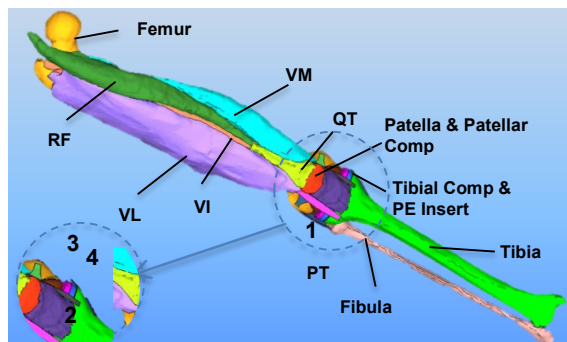 Femur
VM
QT
RF
Patella & Patellar
Comp
VL
VI
Tibial Comp &
PE Insert
1
3
4
Tibia
PT
Fibula
2